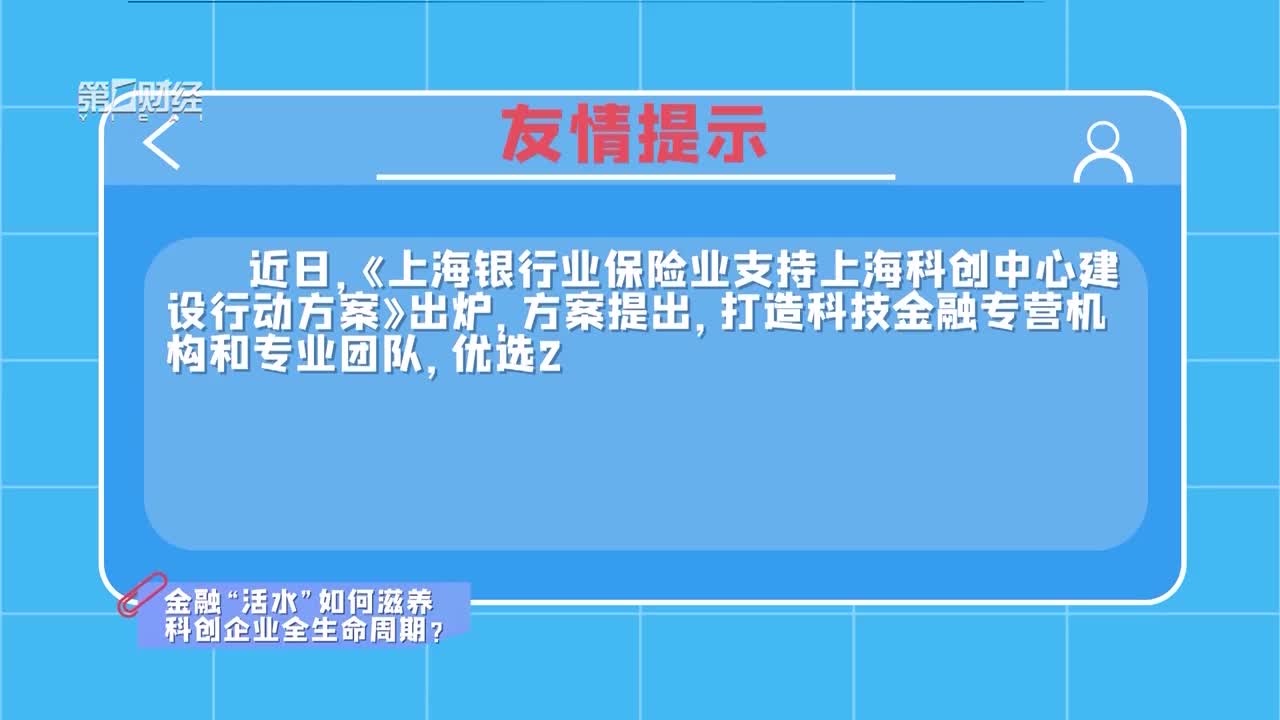 第一财经
YICAI
友情提示
近日,《上海银行业保险业支持上海科创中心建
设行动方案》出炉,方案提出,打造科技金融专营机
构和专业团队,优选2
金融“活水”如何滋养
科创企业全生命周期?